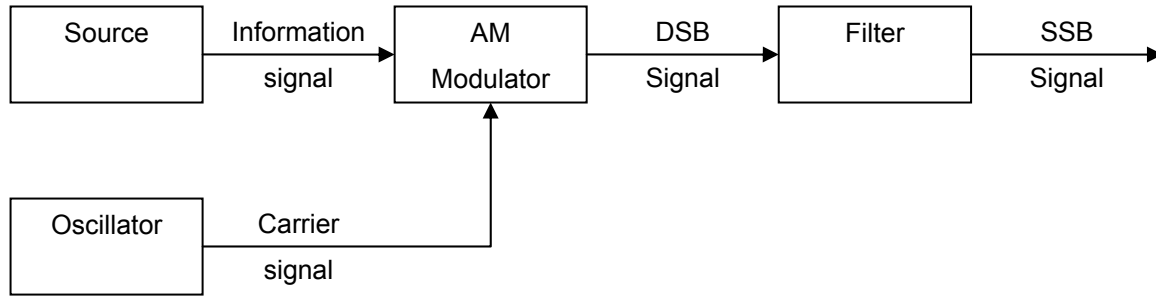 Source
Information
signal
AM
Modulator
DSB
Signal
Filter
SSB
Signal
Oscillator
Carrier
signal